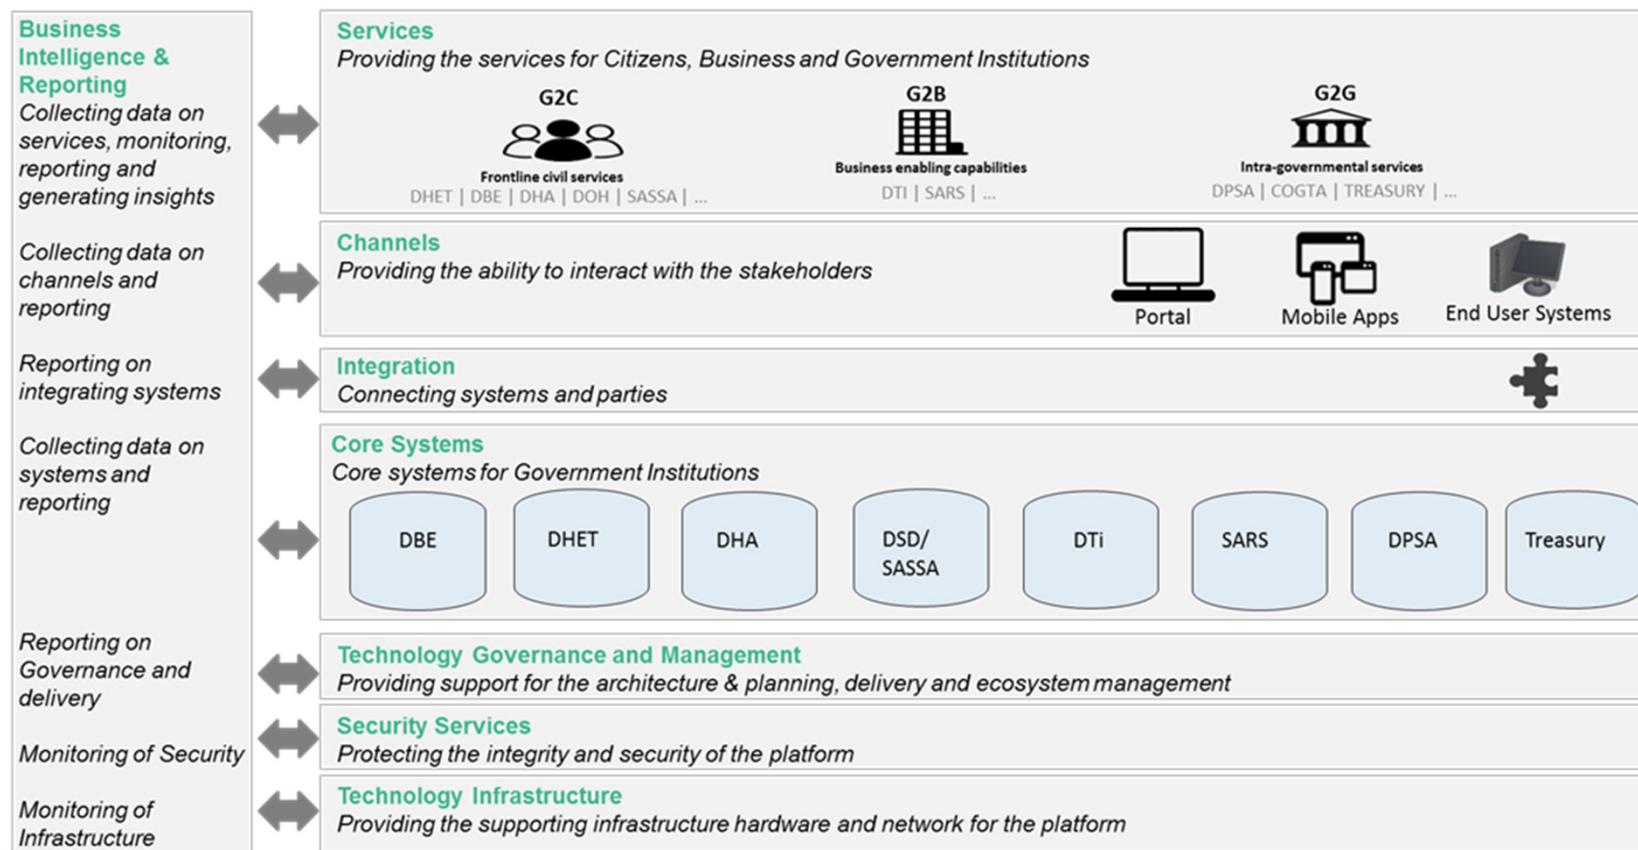 Business
Intelligence &
Reporting
Collecting data on
services, monitoring,
reporting and
generating insights
Collecting data on
channels and
reporting
Reporting on
integrating systems
Collecting data on
systems and
reporting
Reporting on
Governance and
delivery
Monitoring of Security
Monitoring of
Infrastructure
Services
Providing the services for Citizens, Business and Government Institutions
G2C
Frontline civil services
DHET | DBE | DHA | DOH | SASSA | ...
G2B
Business enabling capabilities
DTI | SARS | ...
G2G
Intra-governmental services
DPSA | COGTA | TREASURY | ...
Channels
Providing the ability to interact with the stakeholders
Portal
Mobile Apps
End User Systems
Integration
Connecting systems and parties
Core Systems
Core systems for Government Institutions
DBE
DHET
DHA
DSD/
SASSA
DTi
SARS
DPSA
Treasury
Technology Governance and Management
Providing support for the architecture & planning, delivery and ecosystem management
Security Services
Protecting the integrity and security of the platform
Technology Infrastructure
Providing the supporting infrastructure hardware and network for the platform